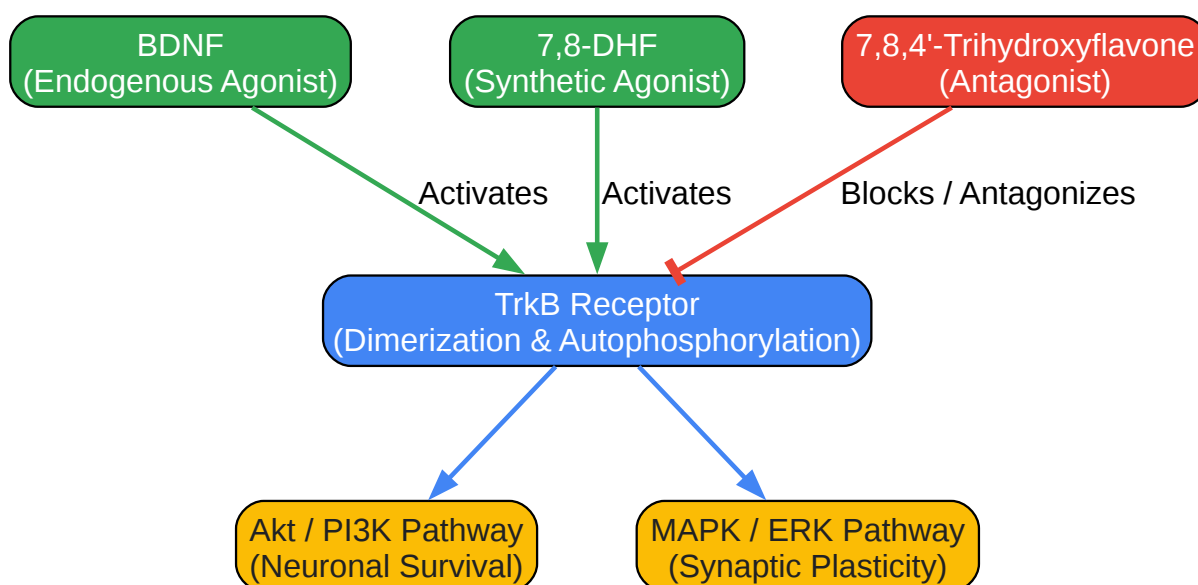 BDNF
(Endogenous Agonist)
7,8-DHF
(Synthetic Agonist)
7,8,4'-Trihydroxyflavone
(Antagonist)
Activates
Activates
Blocks / Antagonizes
TrkB Receptor
(Dimerization & Autophosphorylation)
Akt / PI3K Pathway
(Neuronal Survival)
MAPK / ERK Pathway
(Synaptic Plasticity)